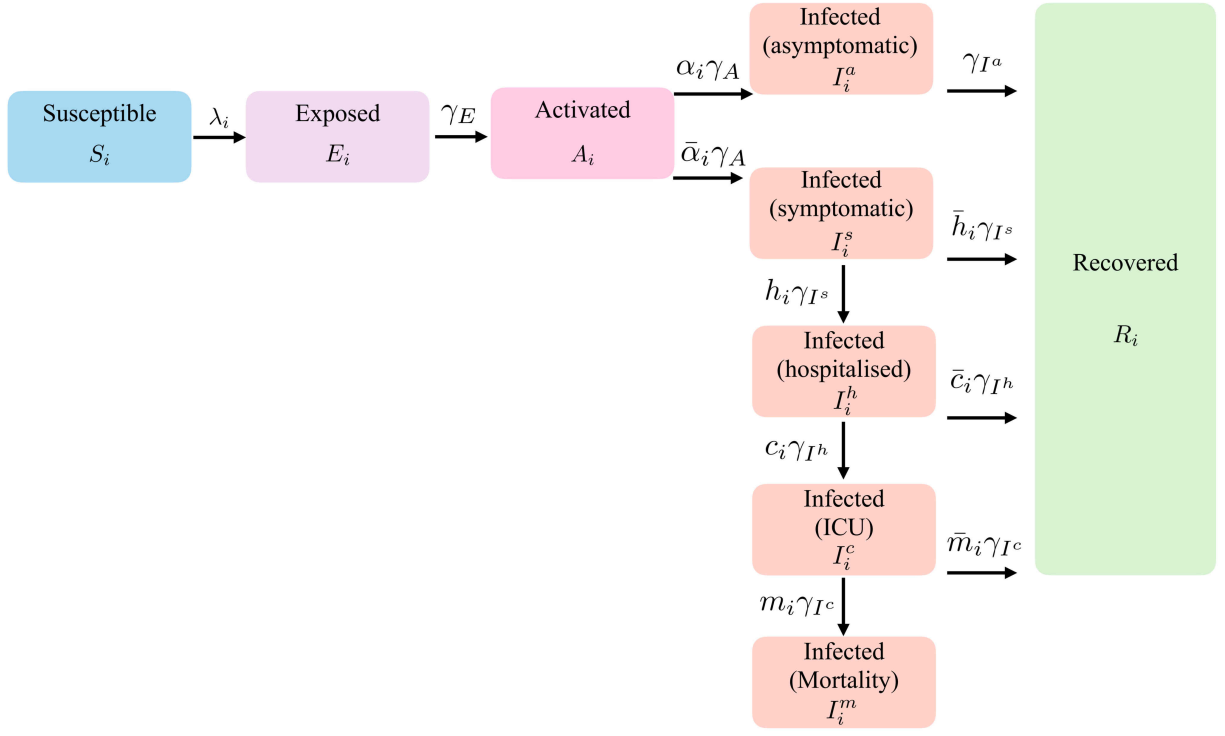 Susceptible
S_i
λ_i
Exposed
E_i
γ_E
Activated
A_i
α_i γ_A
ᾱ_i γ_A
Infected
(asymptomatic)
I_i^a
γ_{I^a}
Infected
(symptomatic)
I_i^s
h̄_i γ_{I^s}
h_i γ_{I^s}
Infected
(hospitalised)
I_i^h
c̄_i γ_{I^h}
c_i γ_{I^h}
Infected
(ICU)
I_i^c
m̄_i γ_{I^c}
m_i γ_{I^c}
Infected
(Mortality)
I_i^m
Recovered
R_i